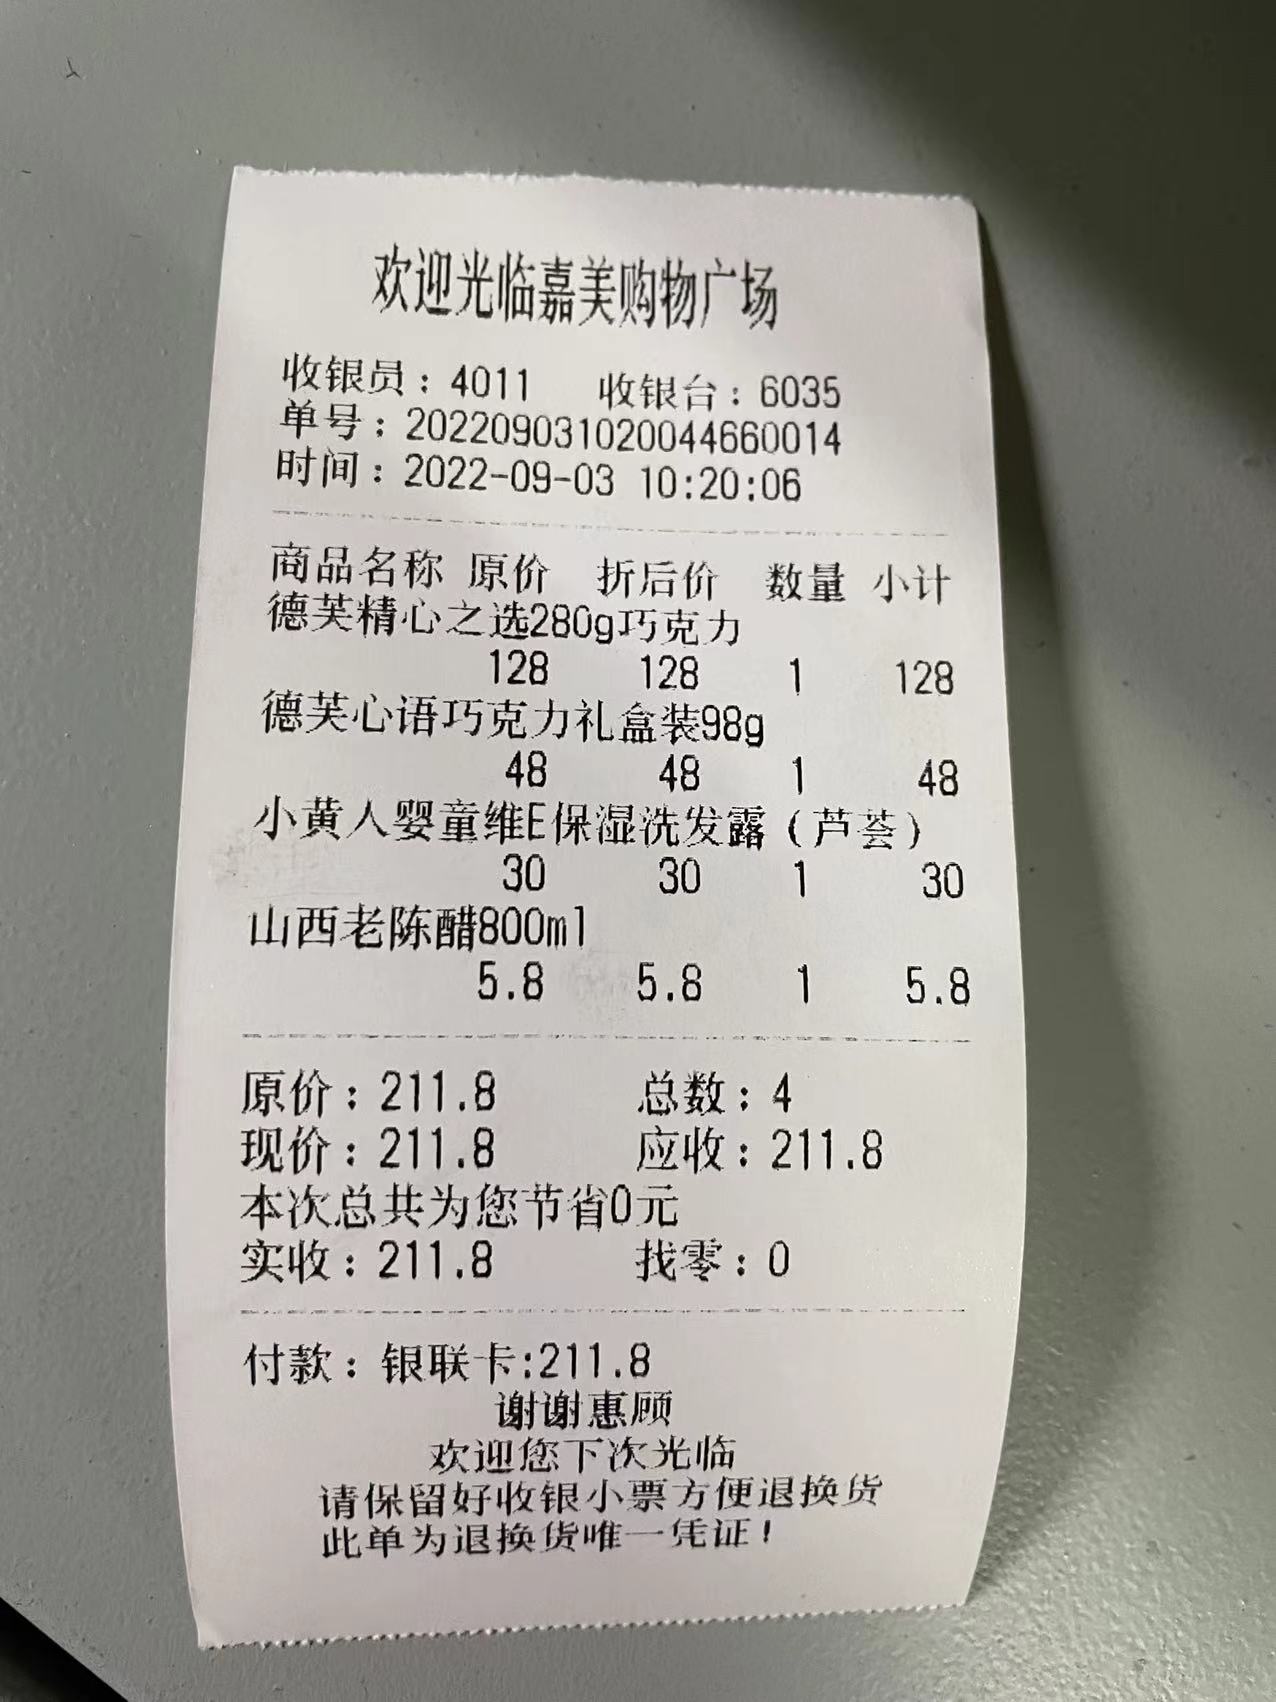 欢迎光临嘉美购物广场
收银员：4011 收银台：6035
单号：202209031020044660014
时间：2022-09-03 10:20:06
商品名称 原价 折后价 数量 小计
德芙精心之选280g巧克力
128 128 1 128
德芙心语巧克力礼盒装98g
48 48 1 48
小黄人婴童维E保湿洗发露（芦荟）
30 30 1 30
山西老陈醋800ml
5.8 5.8 1 5.8
原价：211.8 总数：4
现价：211.8 应收：211.8
本次总共为您节省0元
实收：211.8 找零：0
付款：银联卡:211.8
谢谢惠顾
欢迎您下次光临
请保留好收银小票方便退换货
此单为退换货唯一凭证！